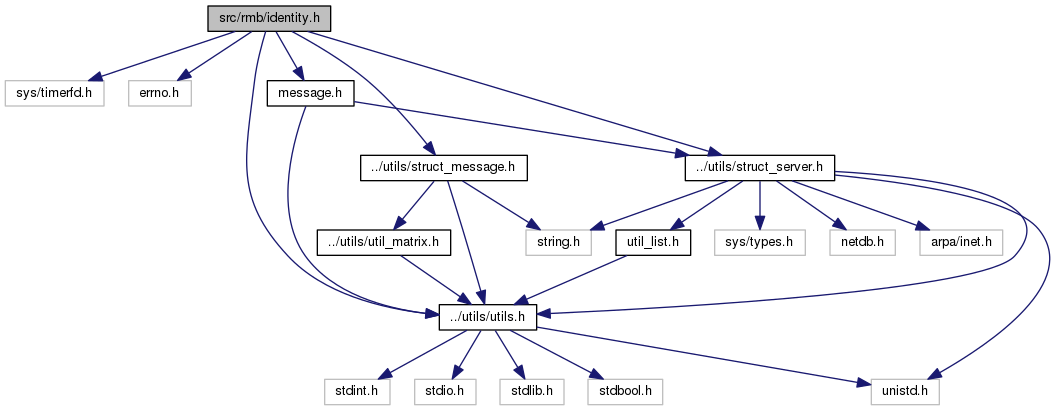 src/rmb/identity.h
sys/timerfd.h
errno.h
message.h
../utils/struct_message.h
../utils/struct_server.h
../utils/util_matrix.h
string.h
util_list.h
sys/types.h
netdb.h
arpa/inet.h
../utils/utils.h
stdint.h
stdio.h
stdlib.h
stdbool.h
unistd.h